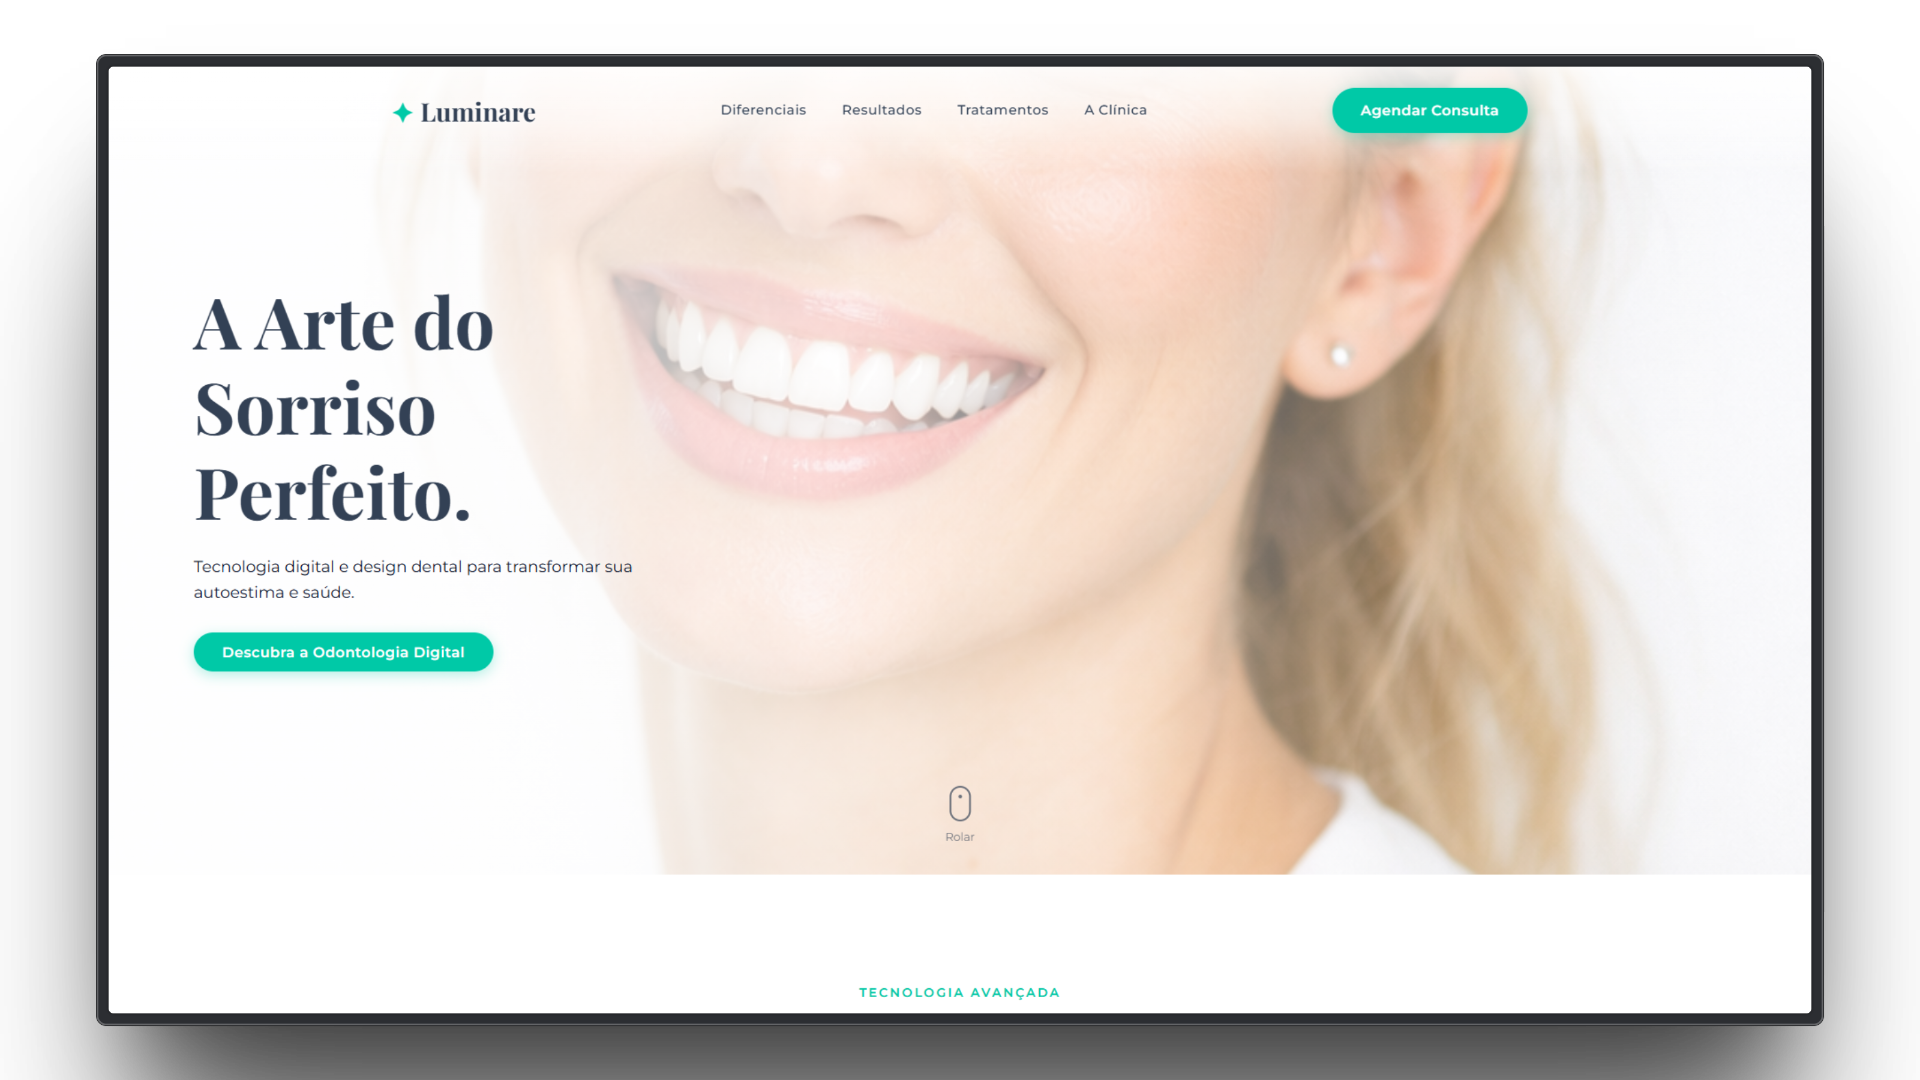 Luminare
Diferenciais
Resultados
Tratamentos
A Clínica
Agendar Consulta
A Arte do
Sorriso
Perfeito.
Tecnologia digital e design dental para transformar sua
autoestima e saúde.
Descubra a Odontologia Digital
Rolar
TECNOLOGIA AVANÇADA